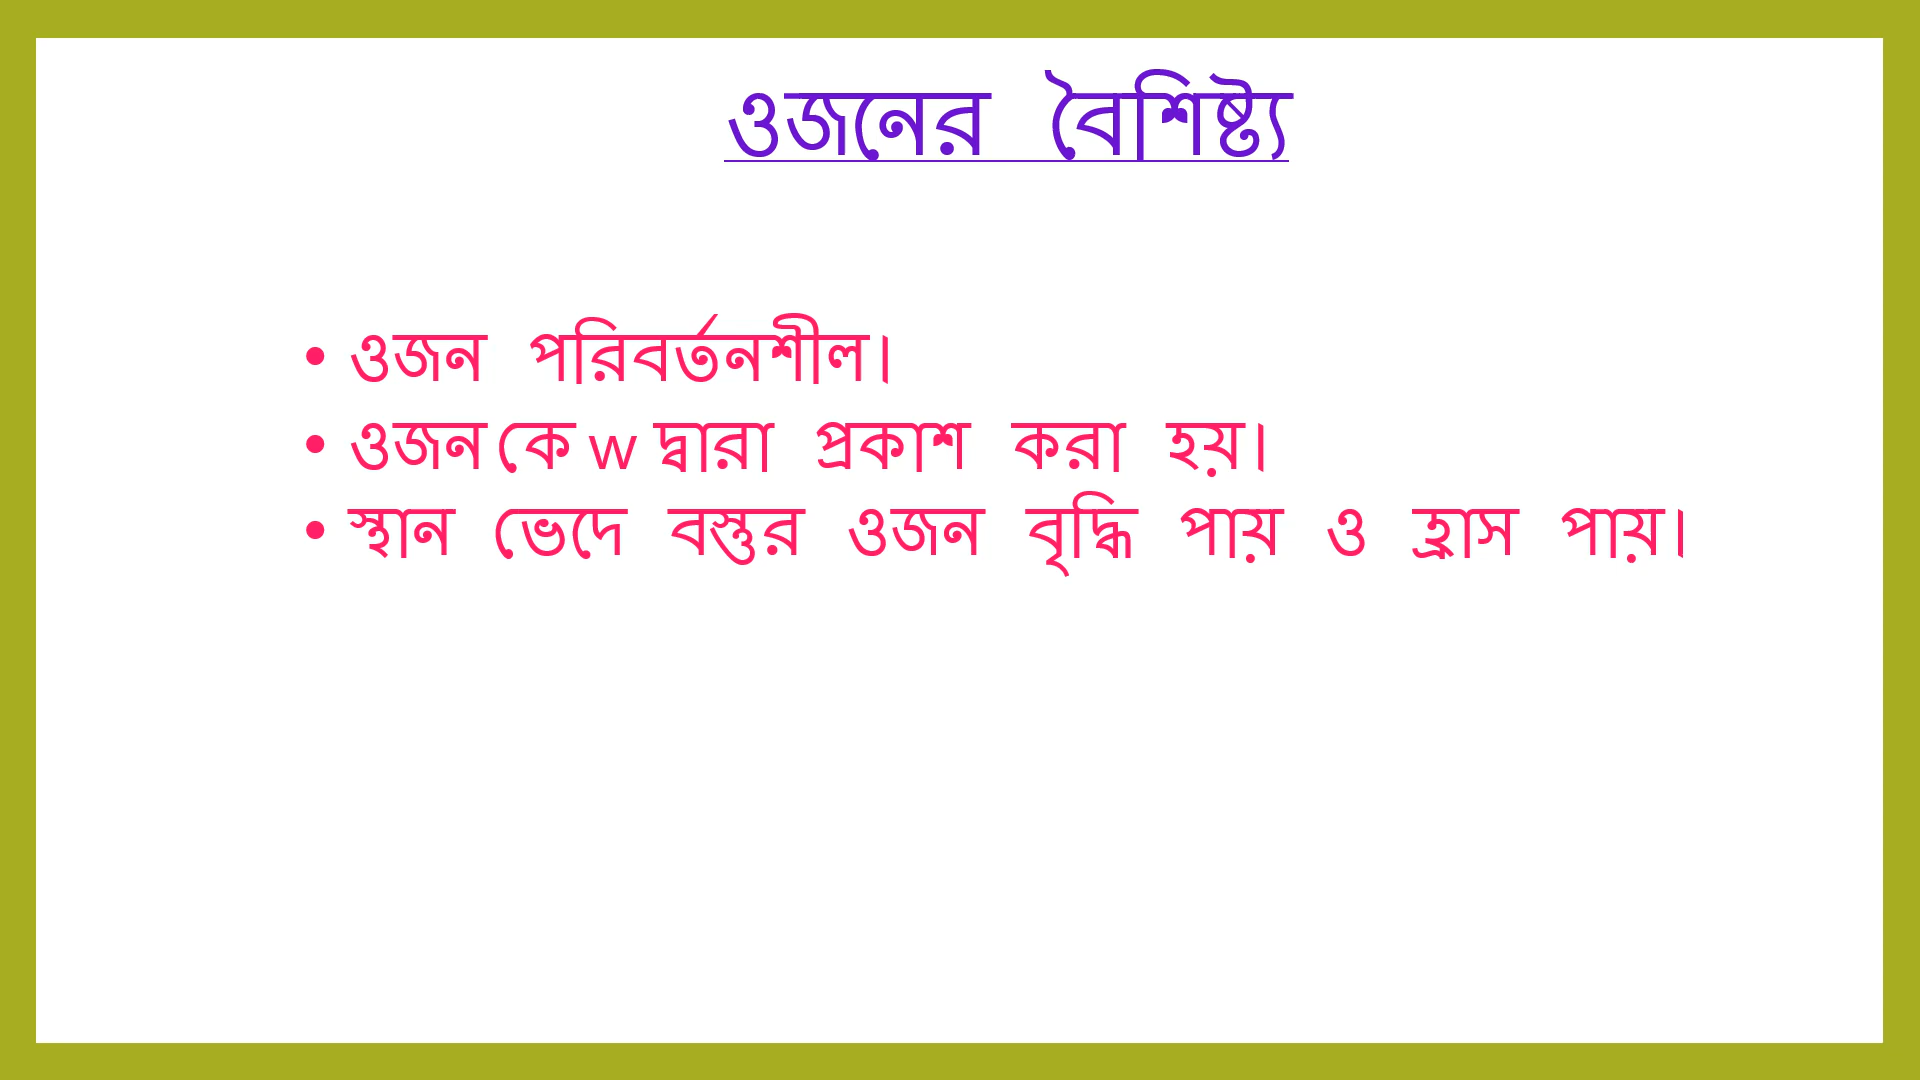 ওজনের বৈশিষ্ট্য
• ওজন পরিবর্তনশীল।
• ওজন কে w দ্বারা প্রকাশ করা হয়।
• স্থান ভেদে বস্তুর ওজন বৃদ্ধি পায় ও হ্রাস পায়।